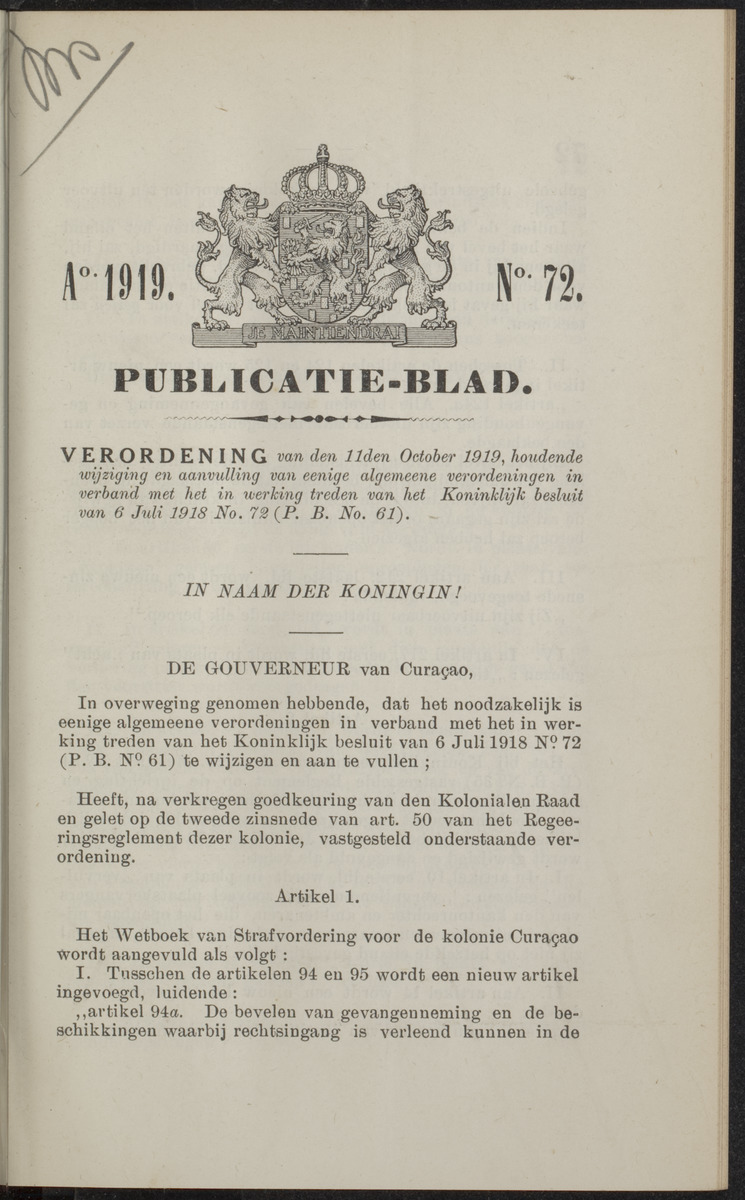 Aº. 1919.
Nº. 72.
JE MAINTIENDRAI
PUBLICATIE-BLAD.
VERORDENING van den 11den October 1919, houdende
wijziging en aanvulling van eenige algemeene verordeningen in
verband met het in werking treden van het Koninklijk besluit
van 6 Juli 1918 No. 72 (P. B. No. 61).
IN NAAM DER KONINGIN!
DE GOUVERNEUR van Curaçao,
In overweging genomen hebbende, dat het noodzakelijk is
eenige algemeene verordeningen in verband met het in wer-
king treden van het Koninklijk besluit van 6 Juli 1918 Nº 72
(P. B. Nº 61) te wijzigen en aan te vullen ;
Heeft, na verkregen goedkeuring van den Kolonialen Raad
en gelet op de tweede zinsnede van art. 50 van het Regee-
ringsreglement dezer kolonie, vastgesteld onderstaande ver-
ordening.
Artikel 1.
Het Wetboek van Strafvordering voor de kolonie Curaçao
wordt aangevuld als volgt :
I. Tusschen de artikelen 94 en 95 wordt een nieuw artikel
ingevoegd, luidende :
,,artikel 94a. De bevelen van gevangenneming en de be-
schikkingen waarbij rechtsingang is verleend kunnen in de